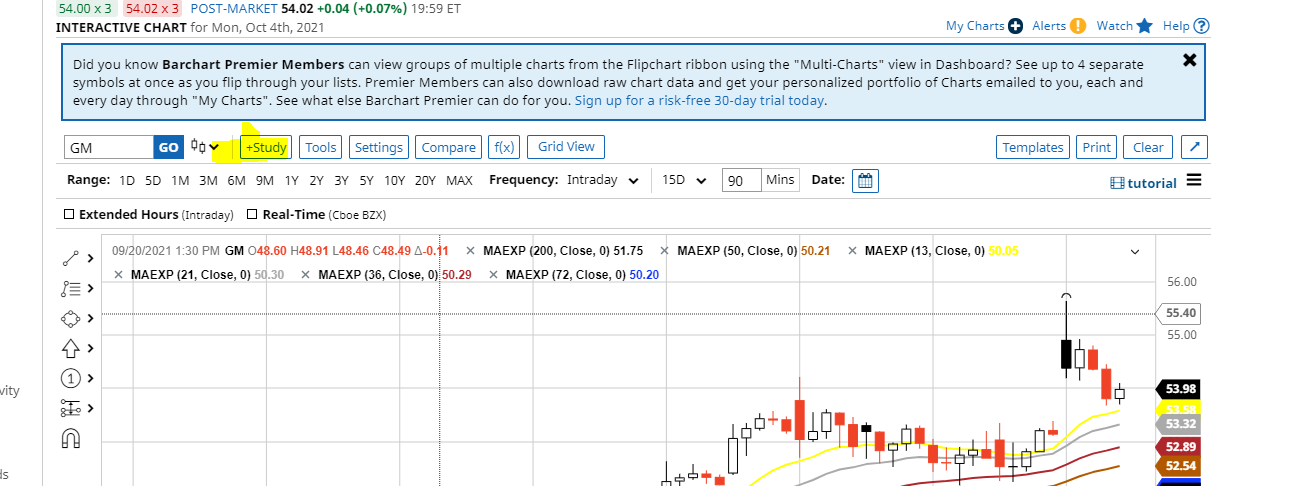 54.00 x 3 54.02 x 3 POST-MARKET 54.02 +0.04 (+0.07%) 19:59 ET
INTERACTIVE CHART for Mon, Oct 4th, 2021
My Charts Alerts Watch Help
Did you know Barchart Premier Members can view groups of multiple charts from the Flipchart ribbon using the "Multi-Charts" view in Dashboard? See up to 4 separate
symbols at once as you flip through your lists. Premier Members can also download raw chart data and get your personalized portfolio of Charts emailed to you, each and
every day through "My Charts". See what else Barchart Premier can do for you. Sign up for a risk-free 30-day trial today.
GM GO +Study Tools Settings Compare f(x) Grid View Templates Print Clear
Range: 1D 5D 1M 3M 6M 9M 1Y 2Y 3Y 5Y 10Y 20Y MAX Frequency: Intraday 15D 90 Mins Date: tutorial
Extended Hours (Intraday) Real-Time (Cboe BZX)
09/20/2021 1:30 PM GM O48.60 H48.91 L48.46 C48.49 Δ-0.11 × MAEXP (200, Close, 0) 51.75 × MAEXP (50, Close, 0) 50.21 × MAEXP (13, Close, 0) 50.05
× MAEXP (21, Close, 0) 50.30 × MAEXP (36, Close, 0) 50.29 × MAEXP (72, Close, 0) 50.20
56.00
55.40
55.00
1
vity
53.98
53.58
53.32
52.89
52.54
ds